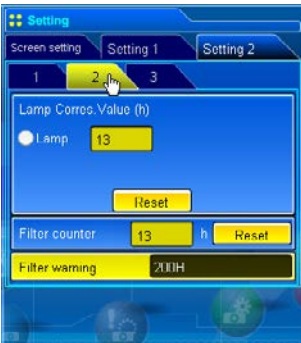 Setting
Screen setting Setting 1 Setting 2
1 2 3
Lamp Corres.Value (h)
Lamp 13
Reset
Filter counter 13 h Reset
Filter warning 200H